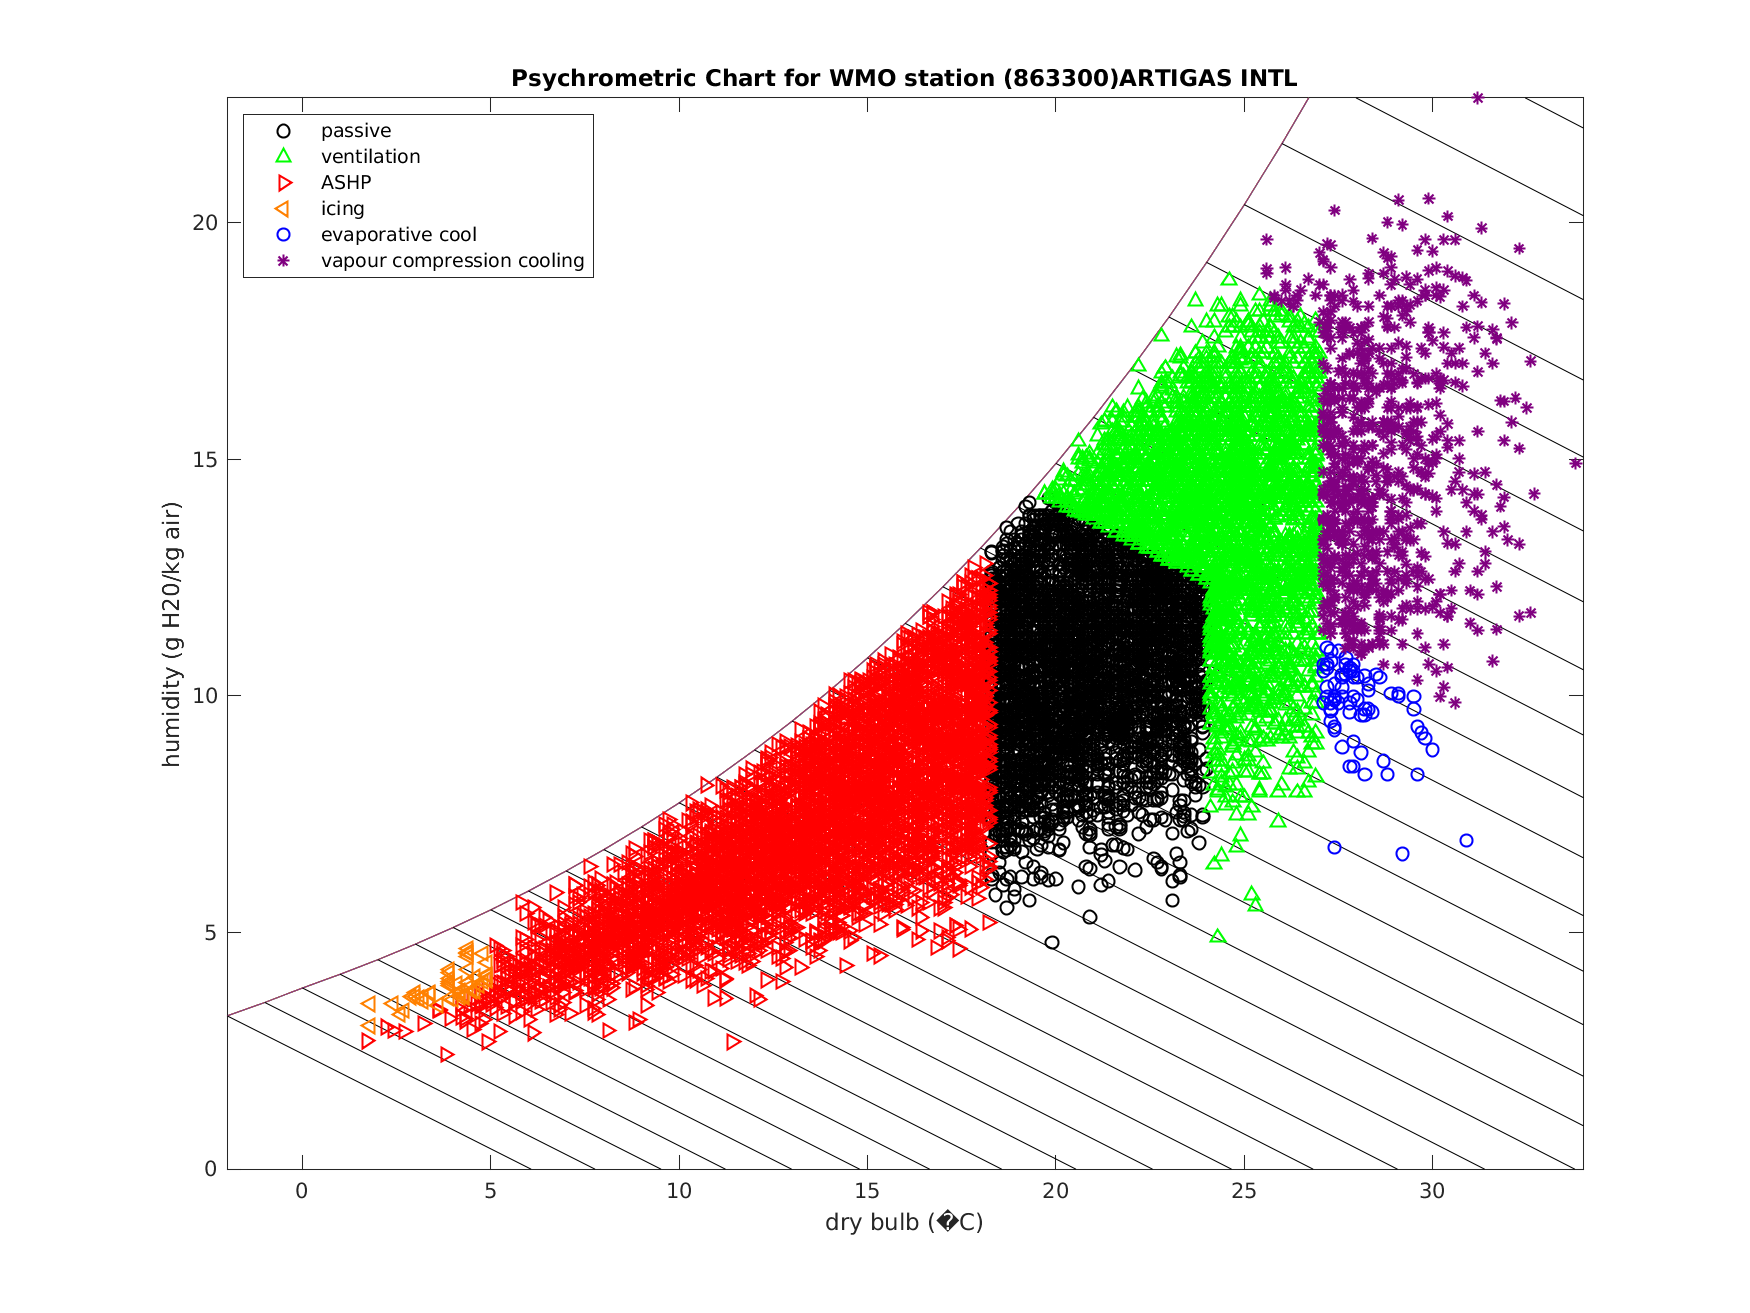 Psychrometric Chart for WMO station (863300)ARTIGAS INTL
passive
ventilation
ASHP
icing
evaporative cool
vapour compression cooling
humidity (g H20/kg air)
20
15
10
5
0
0 5 10 15 20 25 30
dry bulb (�C)